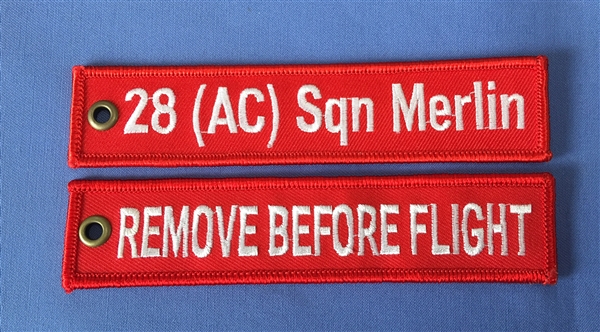 28 (AC) Sqn Merlin
REMOVE BEFORE FLIGHT